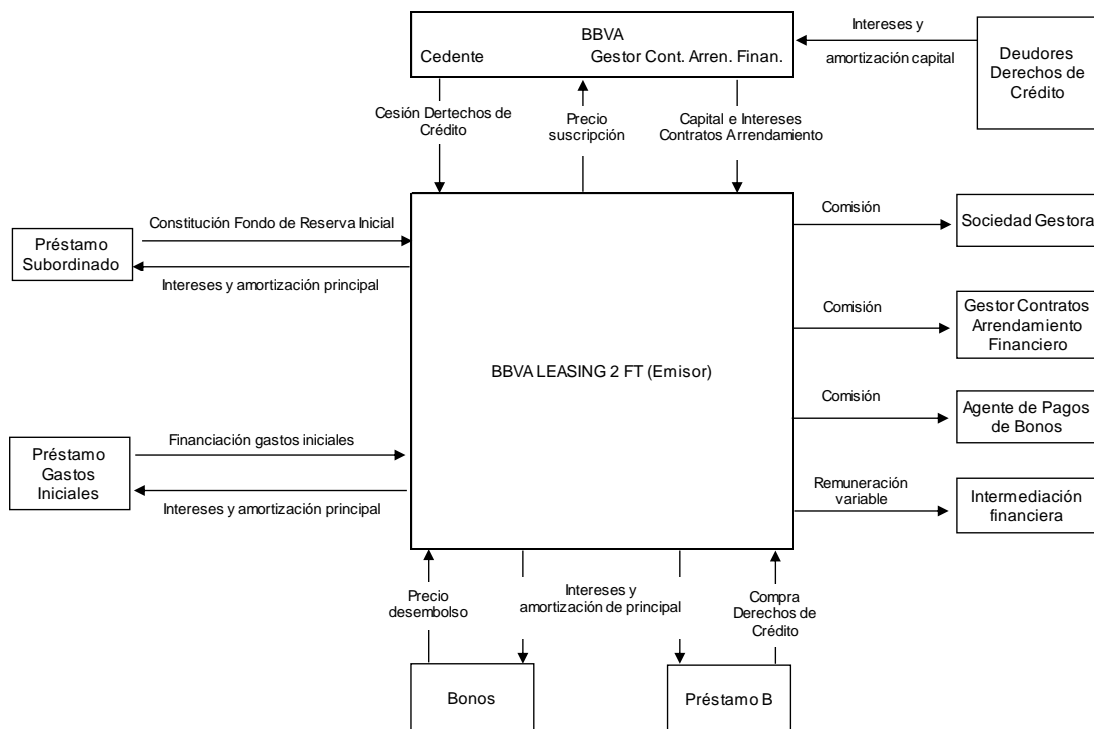 BBVA
Cedente
Gestor Cont. Arren. Finan.
Intereses y
amortización capital
Deudores
Derechos de
Crédito
Cesión Dertechos de
Crédito
Precio
suscripción
Capital e Intereses
Contratos Arrendamiento
Constitución Fondo de Reserva Inicial
Préstamo
Subordinado
Intereses y amortización principal
Comisión
Sociedad Gestora
Comisión
Gestor Contratos
Arrendamiento
Financiero
BBVA LEASING 2 FT (Emisor)
Comisión
Agente de Pagos
de Bonos
Financiación gastos iniciales
Préstamo
Gastos
Iniciales
Intereses y amortización principal
Remuneración
variable
Intermediación
financiera
Precio
desembolso
Intereses y
amortización de principal
Compra
Derechos de
Crédito
Bonos
Préstamo B